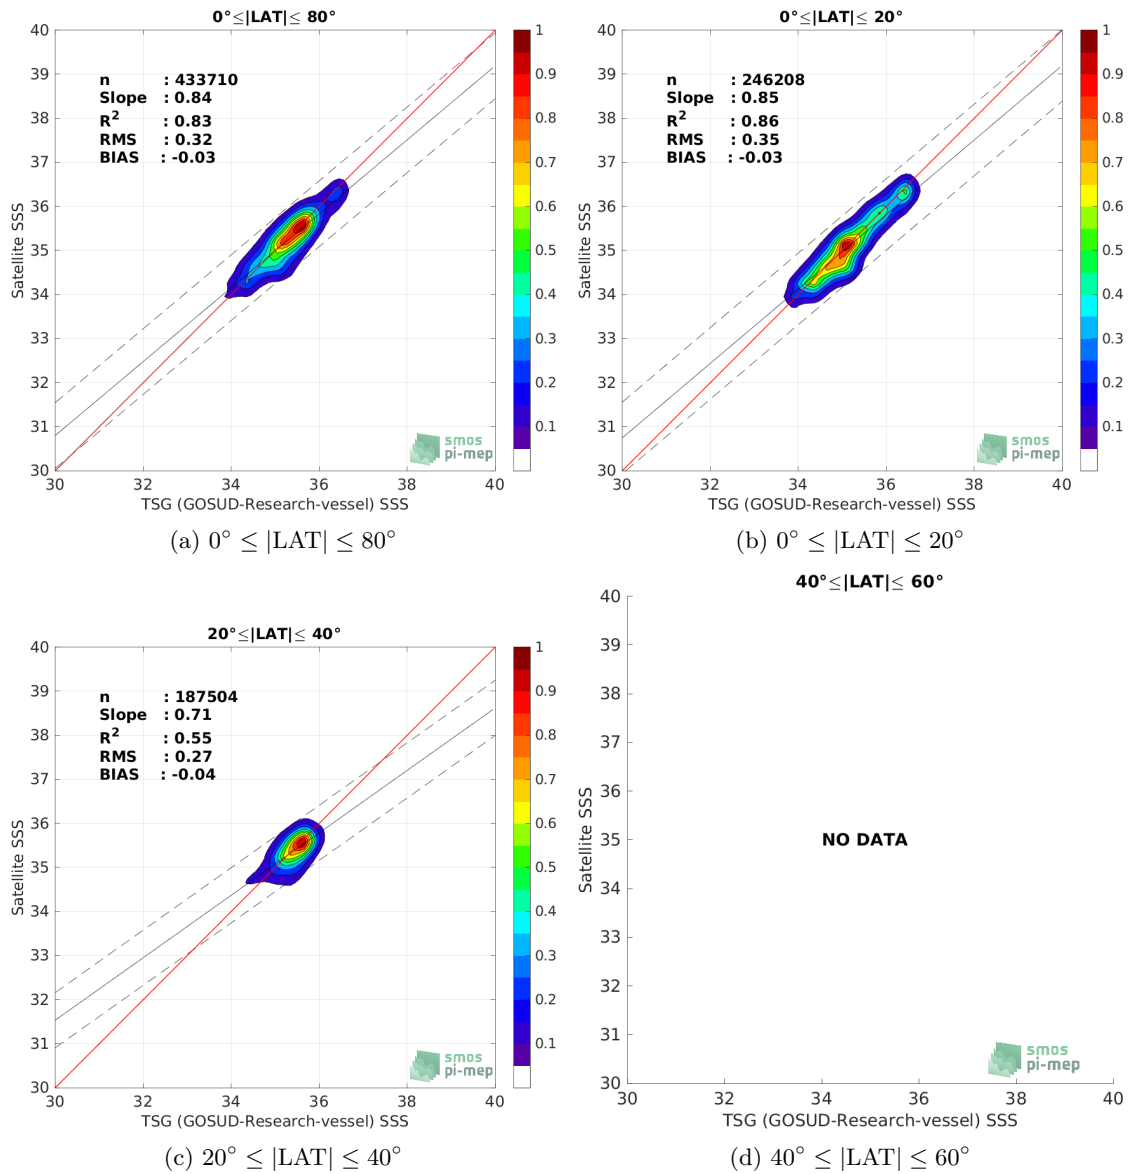 0°≤|LAT|≤ 80°
40
39
38
37
36
35
34
33
32
31
30
Satellite SSS
n : 433710
Slope : 0.84
R2 : 0.83
RMS : 0.32
BIAS : -0.03
1
0.9
0.8
0.7
0.6
0.5
0.4
0.3
0.2
0.1
smos
pi-mep
30 32 34 36 38 40
TSG (GOSUD-Research-vessel) SSS
(a) 0° ≤ |LAT| ≤ 80°
0°≤|LAT|≤ 20°
40
39
38
37
36
35
34
33
32
31
30
Satellite SSS
n : 246208
Slope : 0.85
R2 : 0.86
RMS : 0.35
BIAS : -0.03
1
0.9
0.8
0.7
0.6
0.5
0.4
0.3
0.2
0.1
smos
pi-mep
30 32 34 36 38 40
TSG (GOSUD-Research-vessel) SSS
(b) 0° ≤ |LAT| ≤ 20°
20°≤|LAT|≤ 40°
40
39
38
37
36
35
34
33
32
31
30
Satellite SSS
n : 187504
Slope : 0.71
R2 : 0.55
RMS : 0.27
BIAS : -0.04
1
0.9
0.8
0.7
0.6
0.5
0.4
0.3
0.2
0.1
smos
pi-mep
30 32 34 36 38 40
TSG (GOSUD-Research-vessel) SSS
(c) 20° ≤ |LAT| ≤ 40°
40°≤|LAT|≤ 60°
40
39
38
37
36
35
34
33
32
31
30
Satellite SSS
NO DATA
smos
pi-mep
30 32 34 36 38 40
TSG (GOSUD-Research-vessel) SSS
(d) 40° ≤ |LAT| ≤ 60°